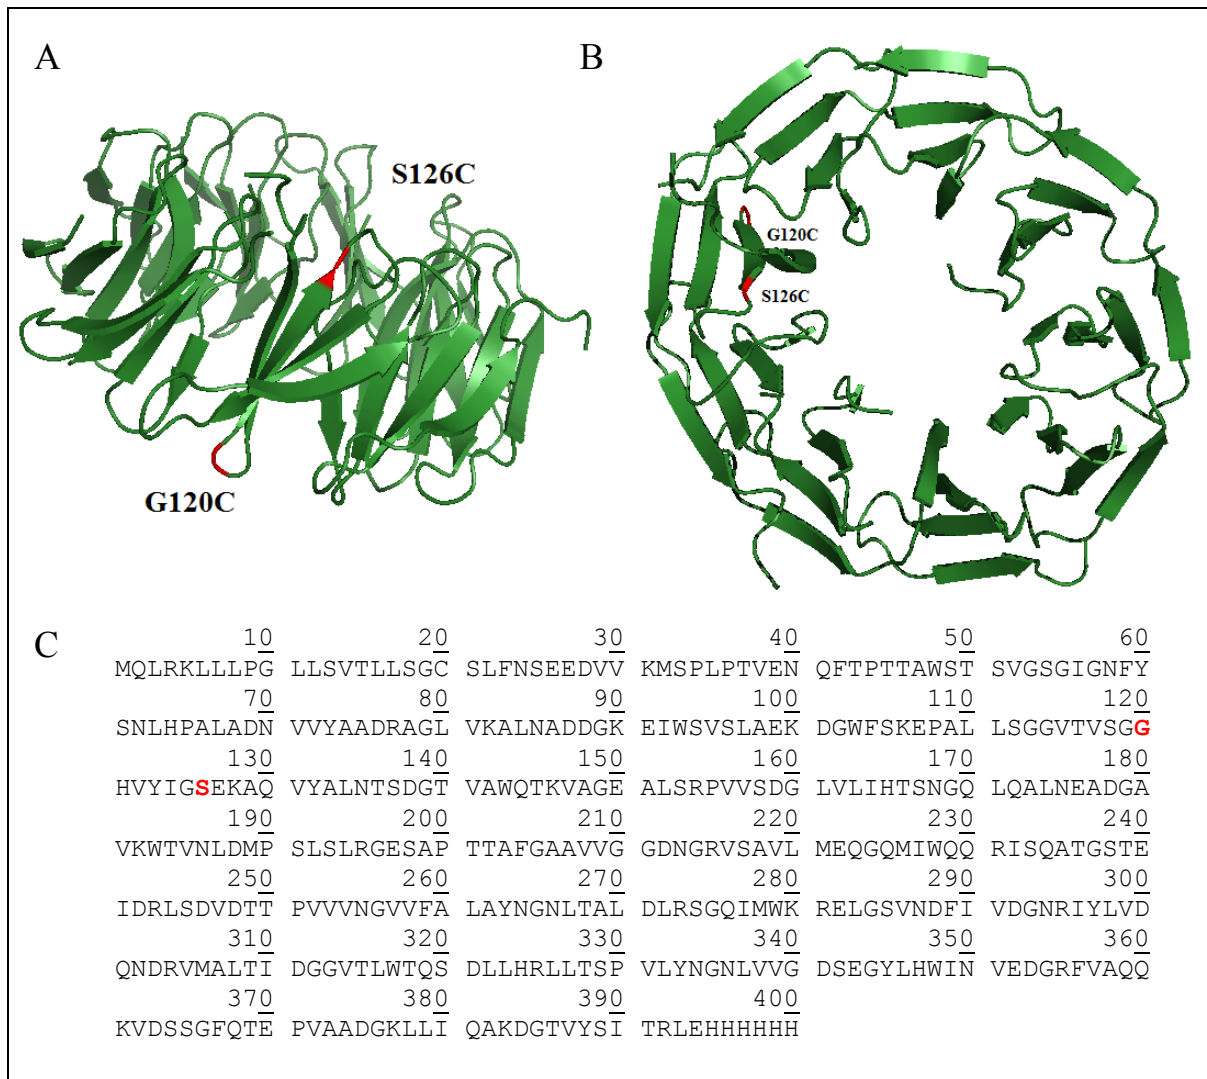 A
B
S126C
G120C
S126C
G120C
C
10 20 30 40 50 60
MQLRKLLLPG LLSVTLLSGC SLFNSEEDVV KMSPLPTVEN QFTPTTAWST SVGSGIGNFY
70 80 90 100 110 120
SNLHPALADN VVYAADRAGL VKALNADDGK EIWSVSLAEK DGWFSKEPAL LSGGVTVSGG
130 140 150 160 170 180
HVYIGSEKAQ VYALNTSDGT VAWQTKVAGE ALSRPVVSDG LVLIHTSNGQ LQALNEADGA
190 200 210 220 230 240
VKWTVNLDMP SLSLRGESAP TTAFGAAVVG GDNGRVSAVL MEQGQMIWQQ RISQATGSTE
250 260 270 280 290 300
IDRLSDVDTT PVVVNGVVFA LAYNGNLTAL DLRSGQIMWK RELGSVNDFI VDGNRIYLVD
310 320 330 340 350 360
QNDRVMALTI DGGVTLWTQS DLLHRLLTSP VLYNGNLVVG DSEGYLHWIN VEDGRFVAQQ
370 380 390 400
KVDSSGFQTE PVAADGKLLI QAKDGTVYSI TRLEHHHHHH